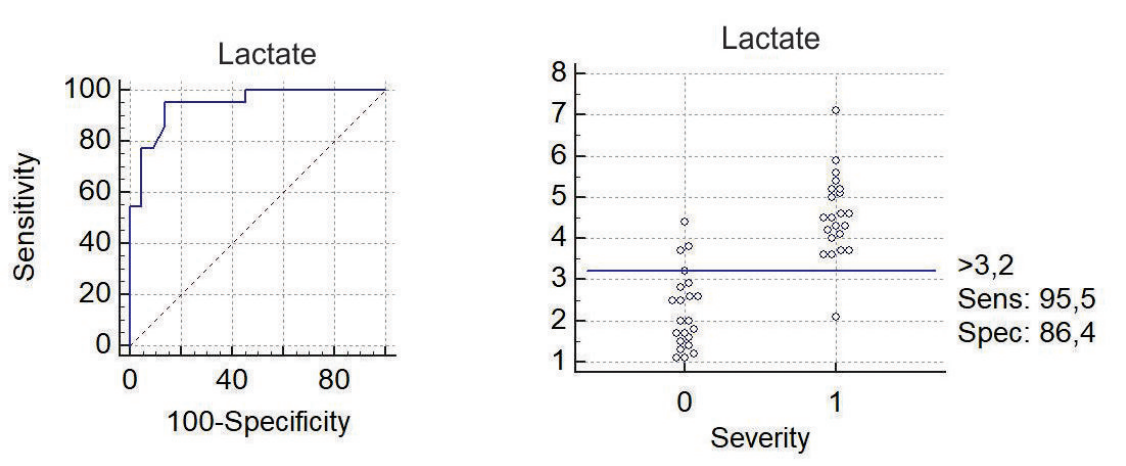 Lactate
100
80
60
40
20
0
Sensitivity
0 40 80
100-Specificity
Lactate
8
7
6
5
4
3
2
1
>3,2
Sens: 95,5
Spec: 86,4
0 1
Severity